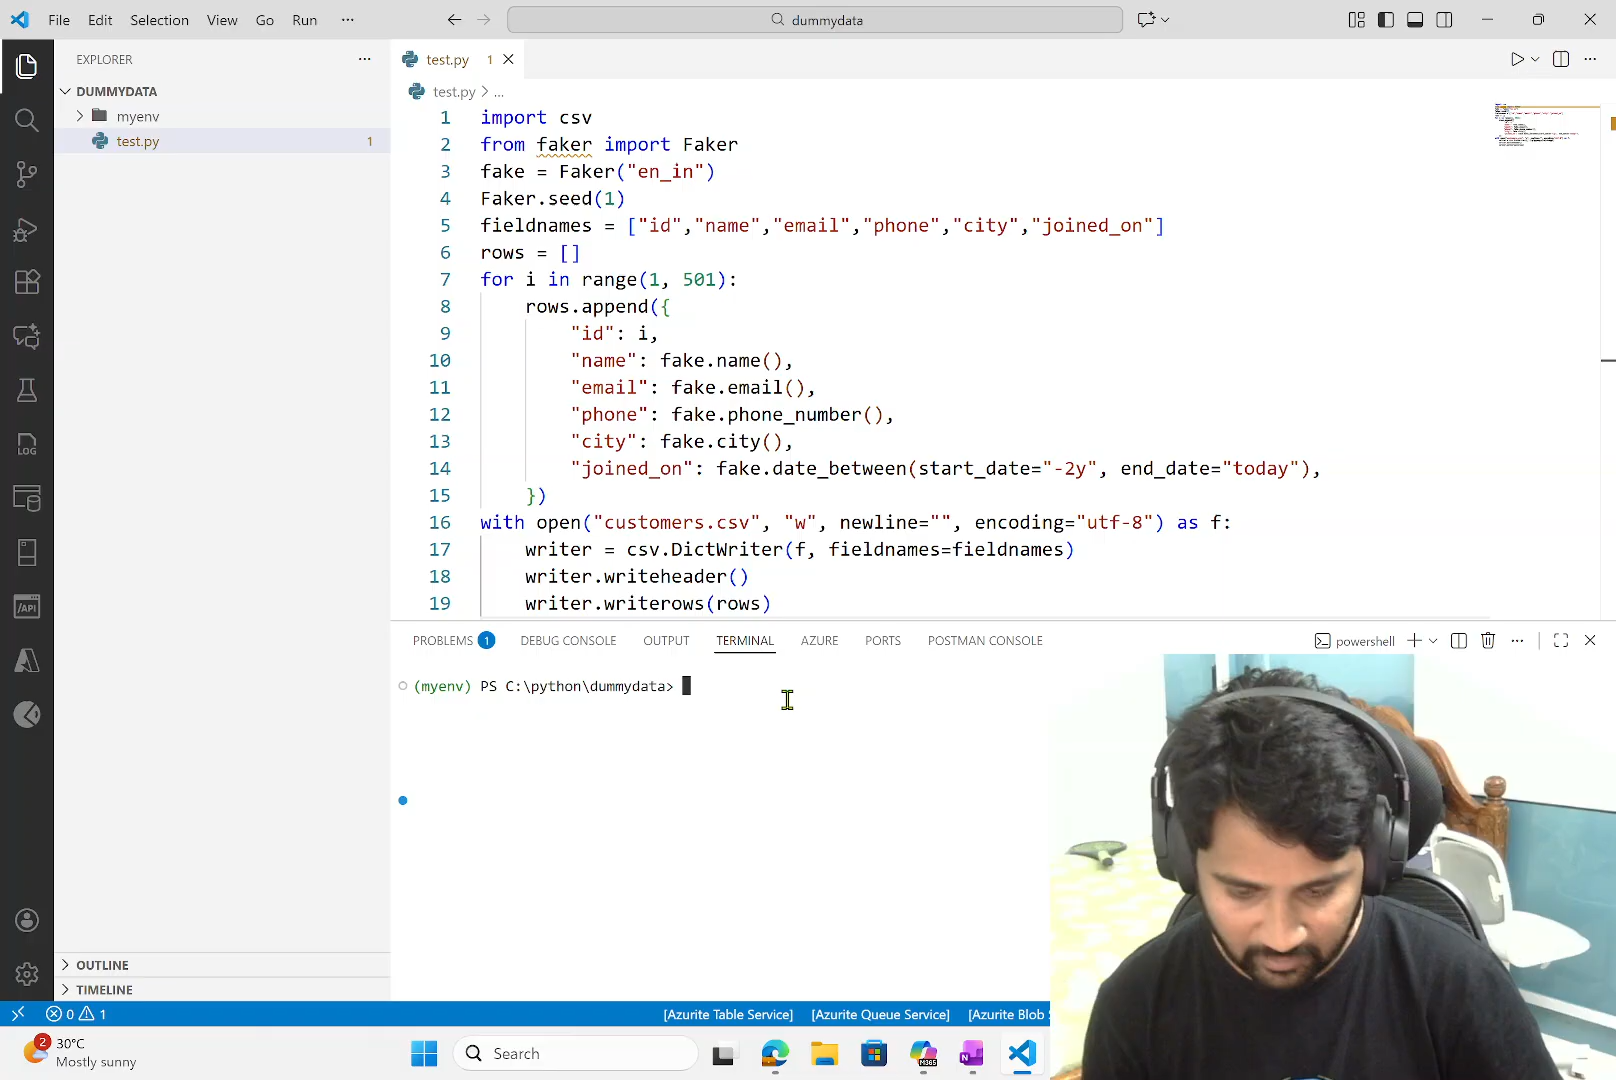 File Edit Selection View Go Run ···
dummydata
EXPLORER
DUMMYDATA
myenv
test.py 1
test.py 1
test.py > ...
1 import csv
2 from faker import Faker
3 fake = Faker("en_in")
4 Faker.seed(1)
5 fieldnames = ["id","name","email","phone","city","joined_on"]
6 rows = []
7 for i in range(1, 501):
8 rows.append({
9 "id": i,
10 "name": fake.name(),
11 "email": fake.email(),
12 "phone": fake.phone_number(),
13 "city": fake.city(),
14 "joined_on": fake.date_between(start_date="-2y", end_date="today"),
15 })
16 with open("customers.csv", "w", newline="", encoding="utf-8") as f:
17 writer = csv.DictWriter(f, fieldnames=fieldnames)
18 writer.writeheader()
19 writer.writerows(rows)
PROBLEMS 1 DEBUG CONSOLE OUTPUT TERMINAL AZURE PORTS POSTMAN CONSOLE
powershell
(myenv) PS C:\python\dummydata>
LOG
/API
OUTLINE
TIMELINE
0 1
[Azurite Table Service] [Azurite Queue Service] [Azurite Blob
2
30°C
Mostly sunny
Search
M365
N